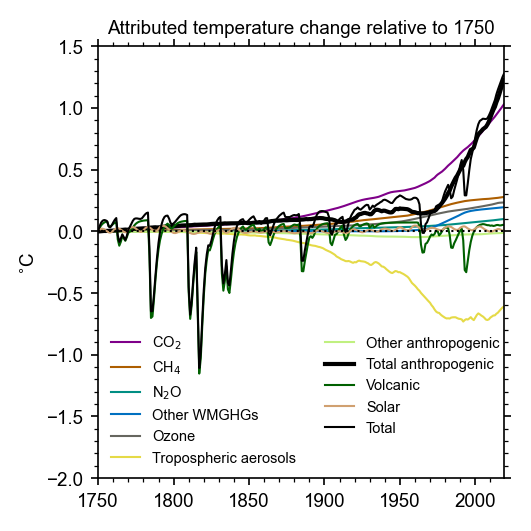 Attributed temperature change relative to 1750
1.5
1.0
0.5
0.0
−0.5
−1.0
−1.5
−2.0
°C
CO2
CH4
N2O
Other WMGHGs
Ozone
Tropospheric aerosols
Other anthropogenic
Total anthropogenic
Volcanic
Solar
Total
1750 1800 1850 1900 1950 2000